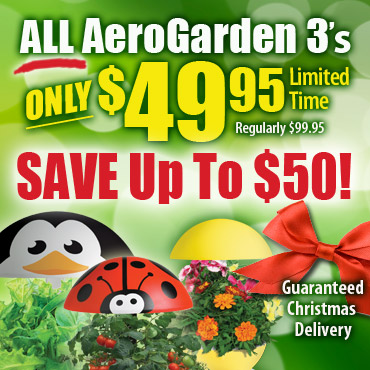 ALL AeroGarden 3's
ONLY $49.95 Limited
Time
Regularly $99.95
SAVE Up To $50!
Guaranteed
Christmas
Delivery